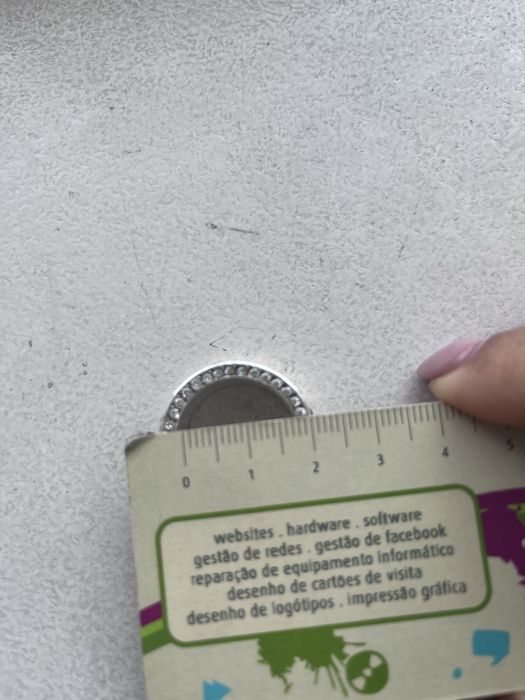 0 1 2 3 4 5
websites . hardware . software
gestão de redes . gestão de facebook
reparação de equipamento informático
desenho de cartões de visita
desenho de logótipos . impressão gráfica